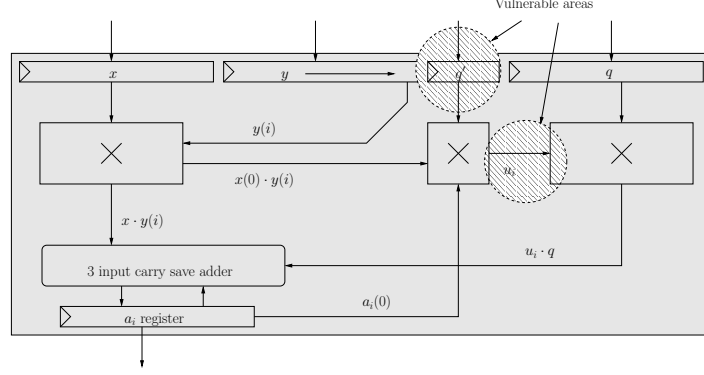 Vulnerable areas
x
y
q′
q
y(i)
x(0) · y(i)
u_i
x · y(i)
u_i · q
3 input carry save adder
a_i(0)
a_i register